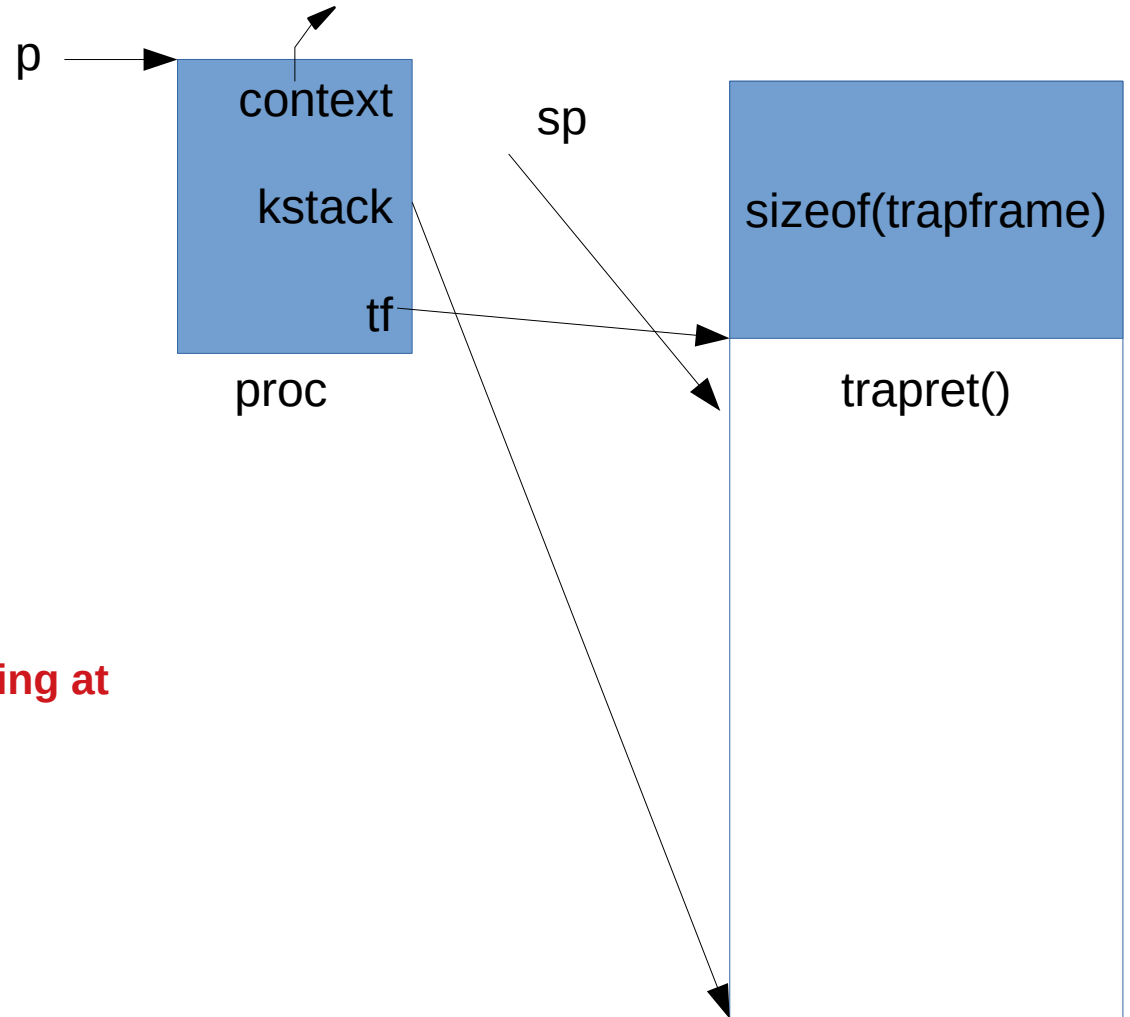 p
context
sp
kstack
sizeof(trapframe)
tf
proc
trapret()
ing at